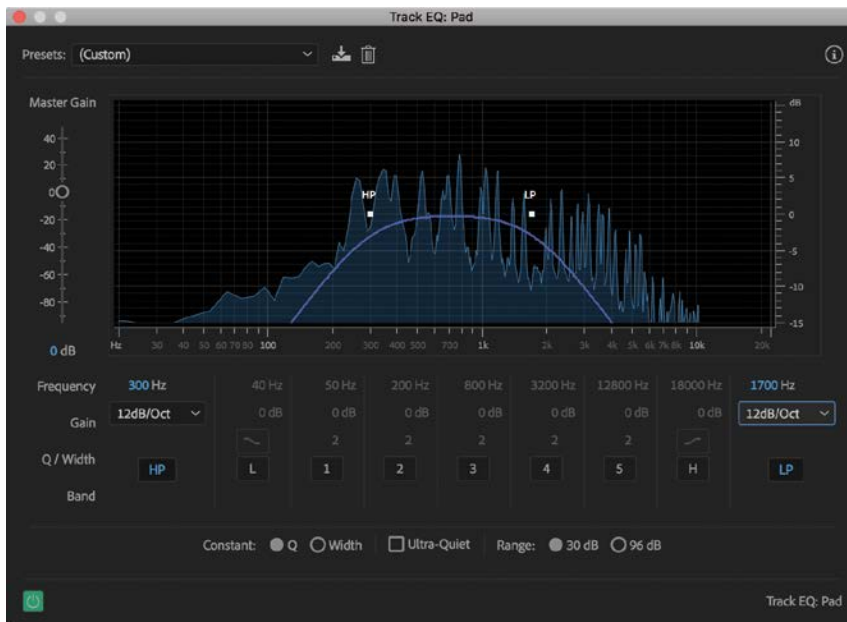 Track EQ: Pad
Presets: (Custom)
Master Gain
dB
40
20
0
-20
-40
-60
-80
0 dB
10
5
0
-5
-10
-15
HP
LP
Hz 30 40 50 60 70 80 100 200 300 400 500 700 1k 2k 3k 4k 5k 6k 7k 8k 10k 20k
Frequency 300 Hz 40 Hz 50 Hz 200 Hz 800 Hz 3200 Hz 12800 Hz 18000 Hz 1700 Hz
Gain 12dB/Oct 0 dB 0 dB 0 dB 0 dB 0 dB 0 dB 0 dB 12dB/Oct
Q / Width 2 2 2 2 2
Band HP L 1 2 3 4 5 H LP
Constant: Q Width Ultra-Quiet Range: 30 dB 96 dB
Track EQ: Pad